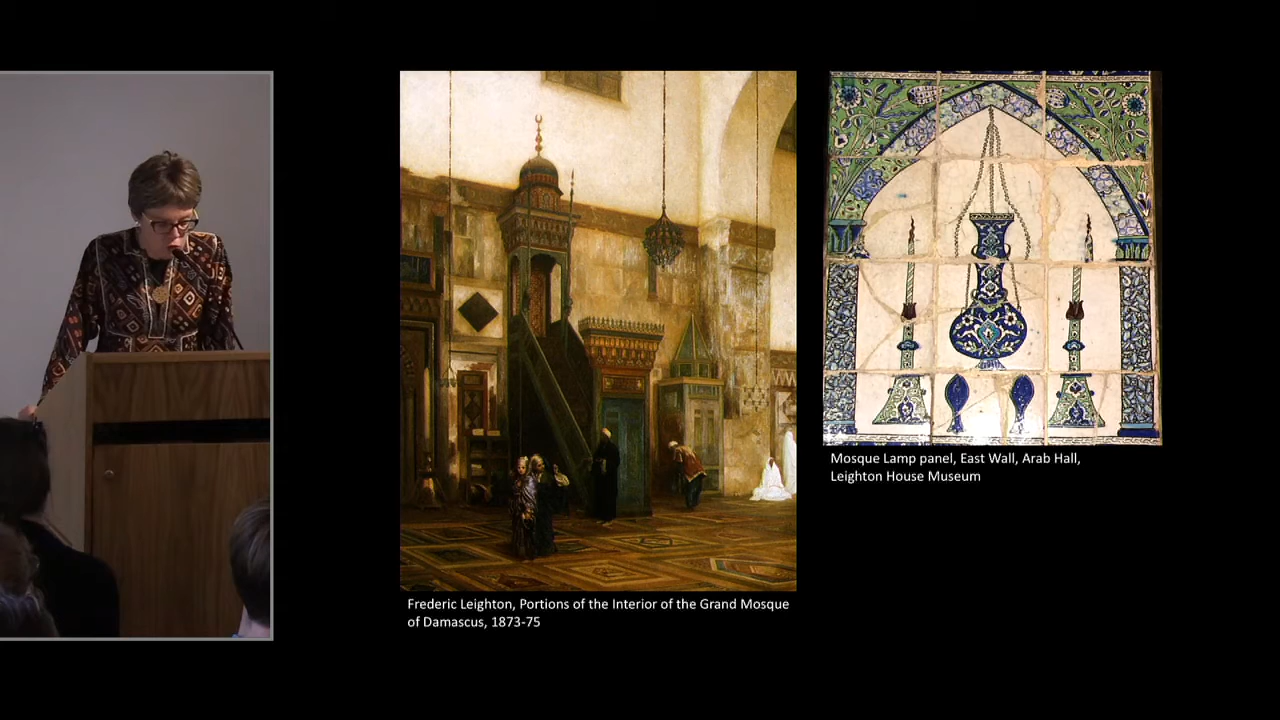 Frederic Leighton, Portions of the Interior of the Grand Mosque
of Damascus, 1873-75
Mosque Lamp panel, East Wall, Arab Hall,
Leighton House Museum